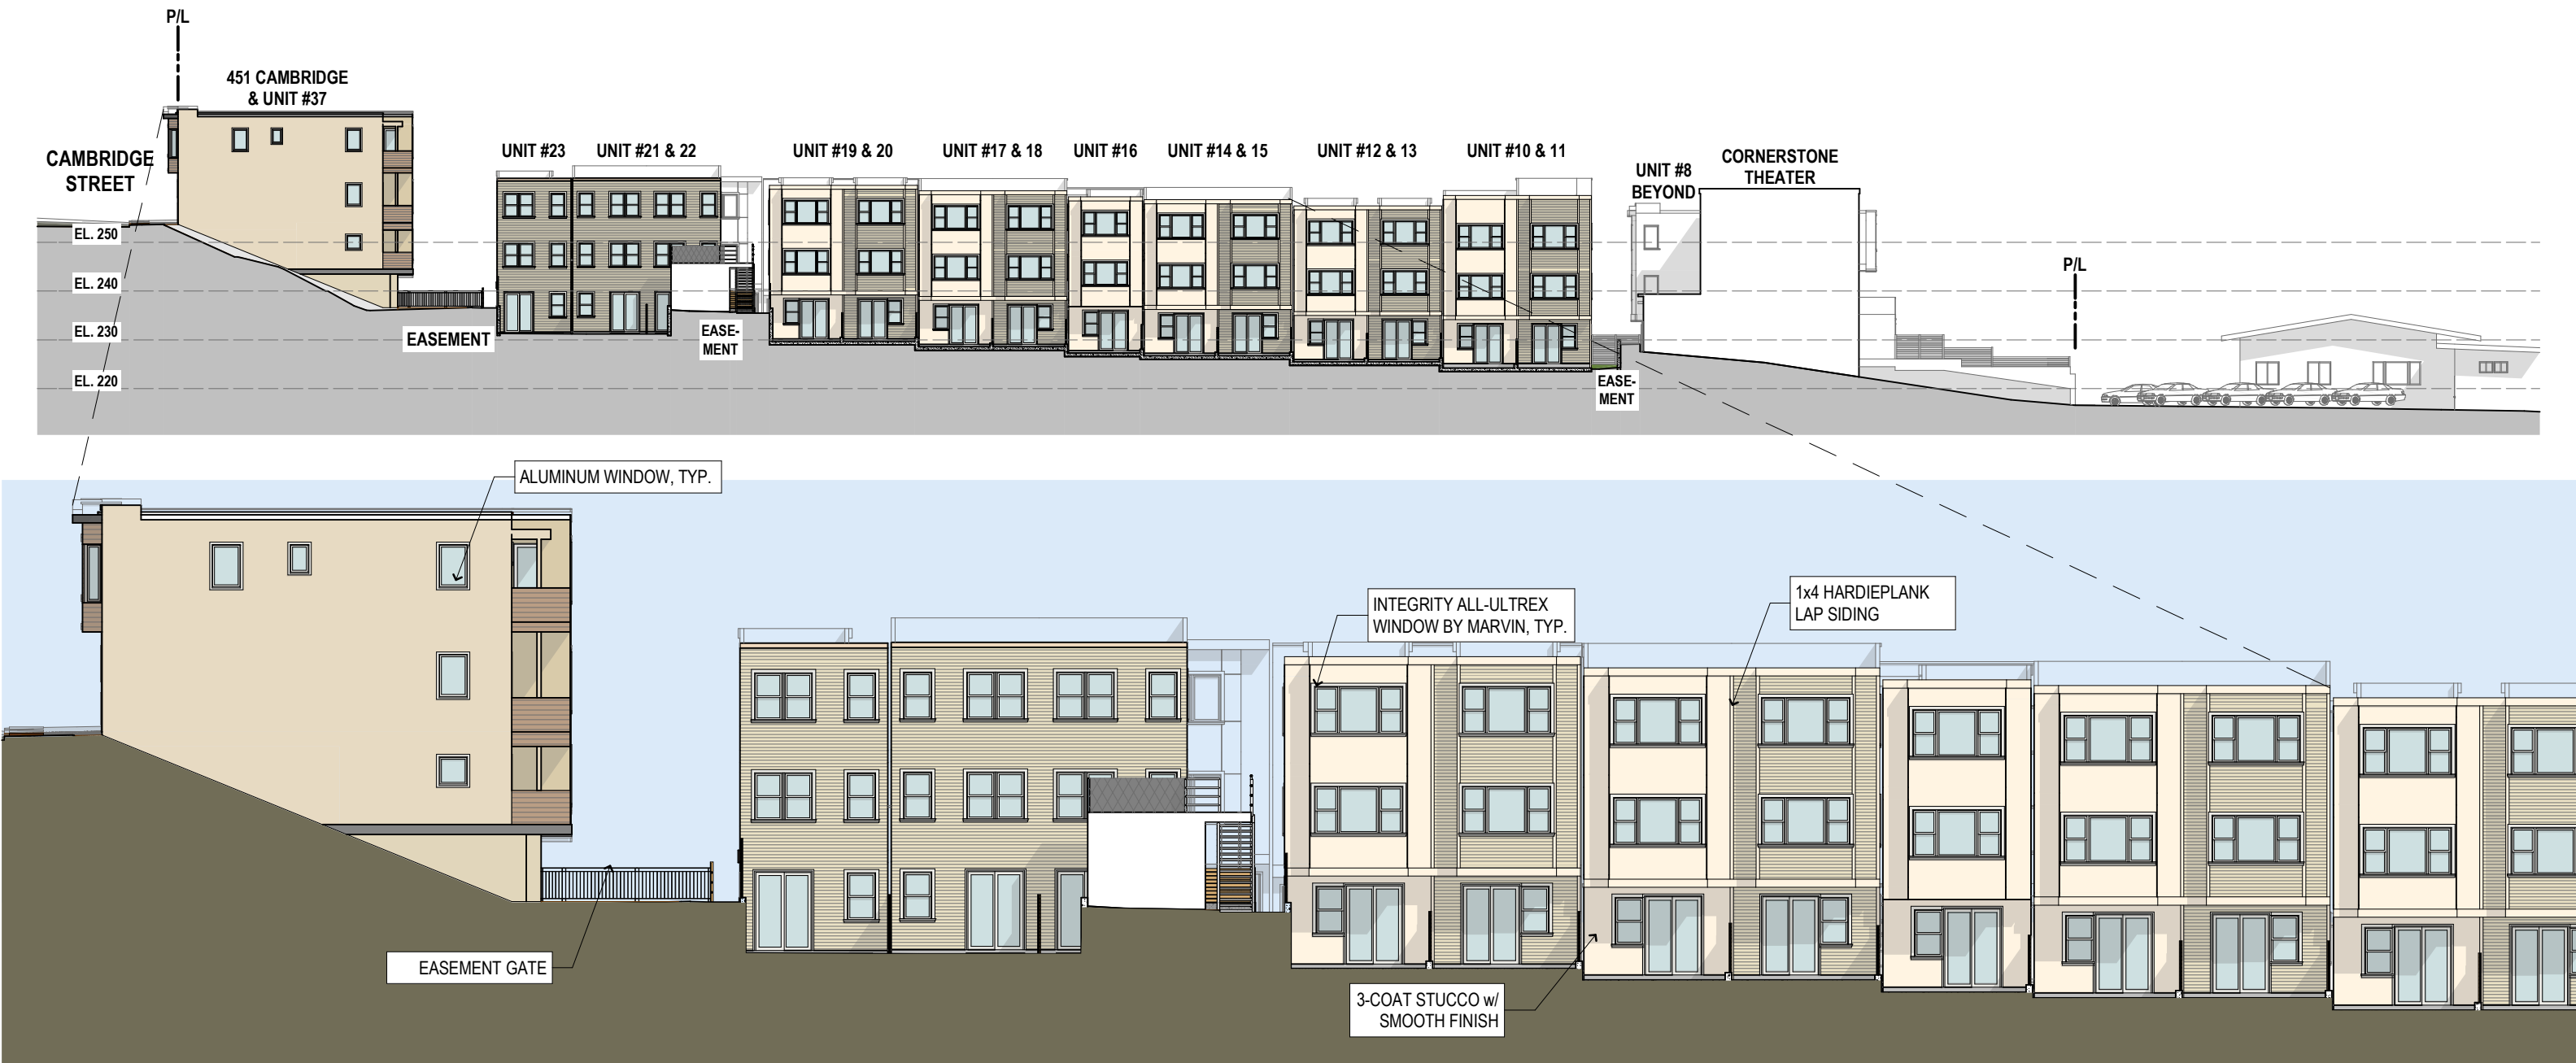 P/L
451 CAMBRIDGE
& UNIT #37
CAMBRIDGE
STREET
UNIT #23
UNIT #21 & 22
UNIT #19 & 20
UNIT #17 & 18
UNIT #16
UNIT #14 & 15
UNIT #12 & 13
UNIT #10 & 11
UNIT #8
BEYOND
CORNERSTONE
THEATER
P/L
EL. 250
EL. 240
EL. 230
EL. 220
EASEMENT
EASE-
MENT
EASE-
MENT
ALUMINUM WINDOW, TYP.
INTEGRITY ALL-ULTREX
WINDOW BY MARVIN, TYP.
1x4 HARDIEPLANK
LAP SIDING
EASEMENT GATE
3-COAT STUCCO w/
SMOOTH FINISH